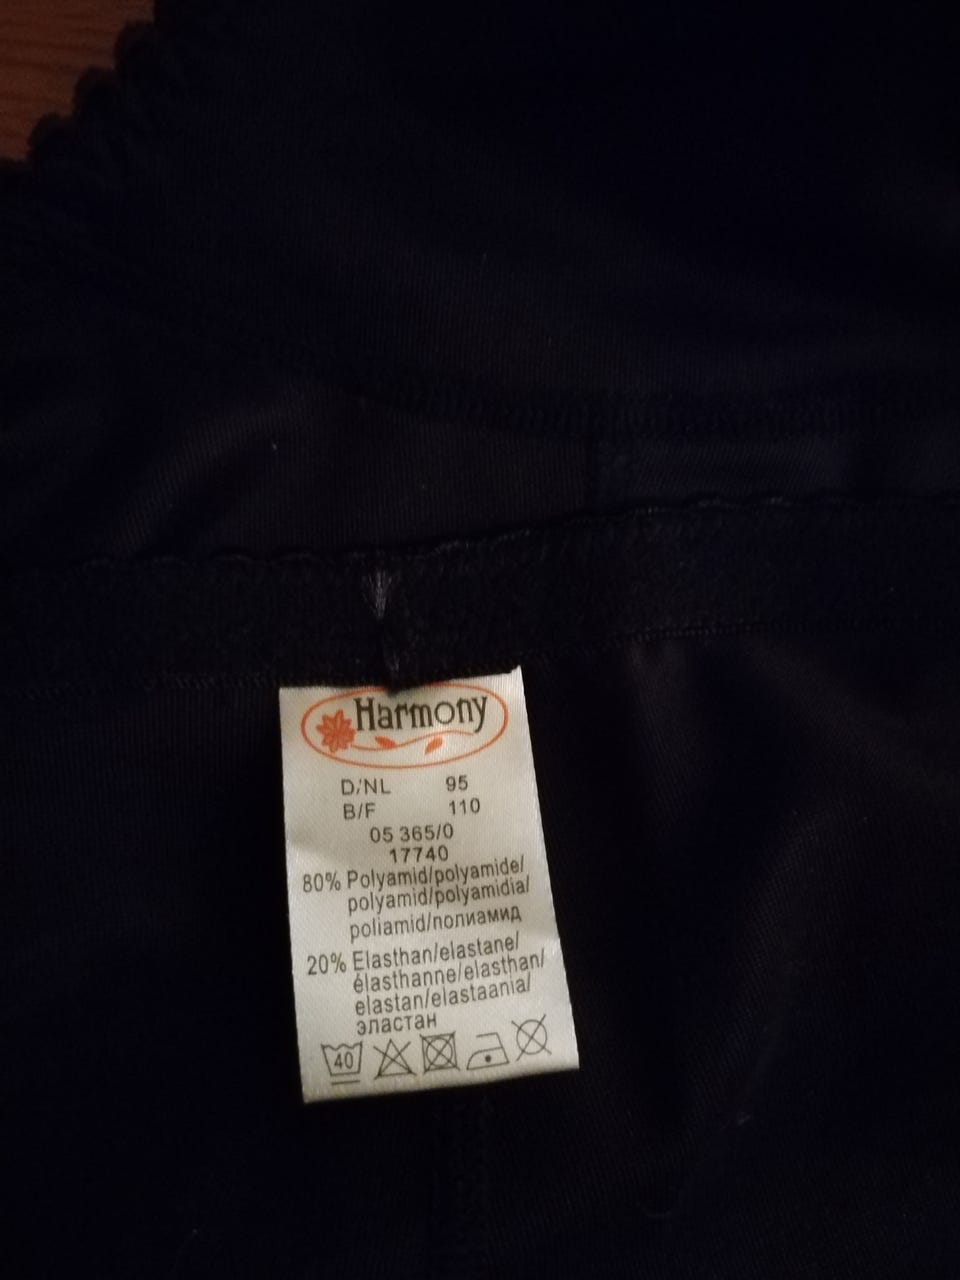 Harmony
D/NL 95
B/F 110
05 365/0
17740
80% Polyamid/polyamide/
polyamid/polyamidia/
poliamid/полиамид
20% Elasthan/elastane/
élasthanne/elasthan/
elastan/elastaania/
эластан
40